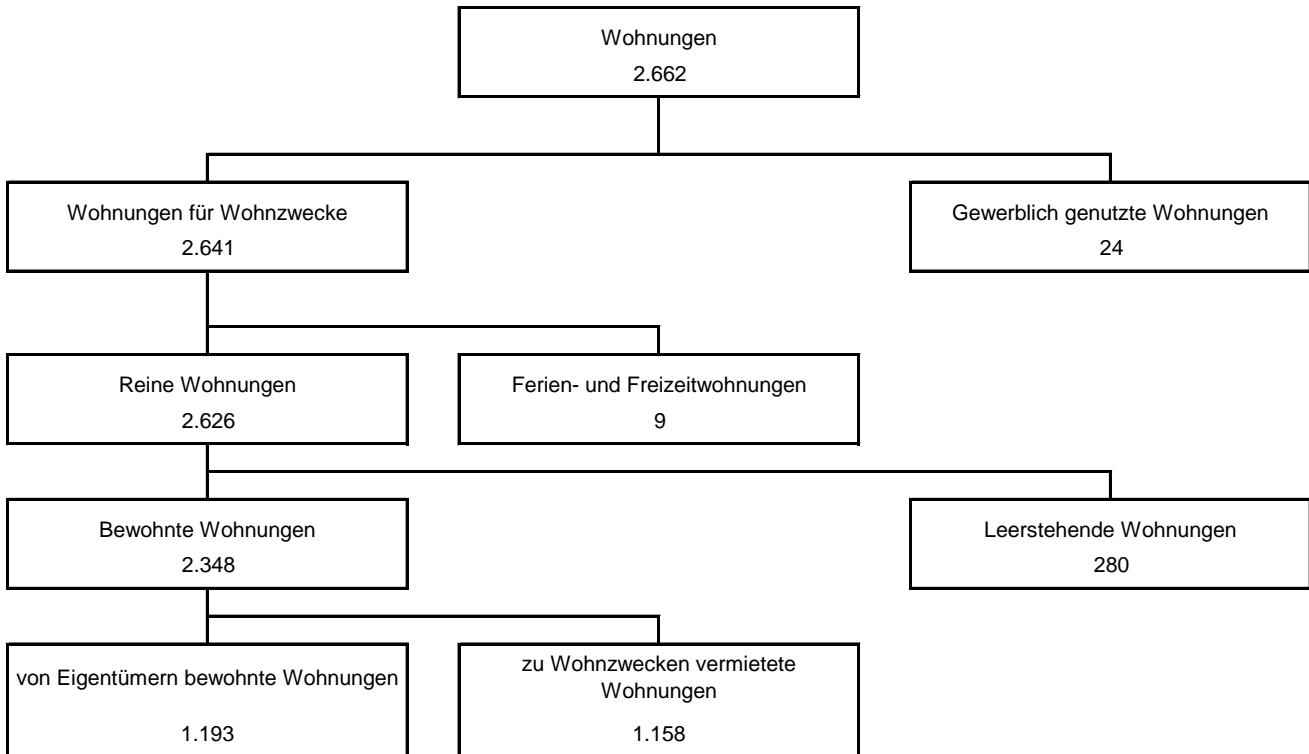 Wohnungen
2.662
Wohnungen für Wohnzwecke
2.641
Gewerblich genutzte Wohnungen
24
Reine Wohnungen
2.626
Ferien- und Freizeitwohnungen
9
Bewohnte Wohnungen
2.348
Leerstehende Wohnungen
280
von Eigentümern bewohnte Wohnungen
1.193
zu Wohnzwecken vermietete
Wohnungen
1.158